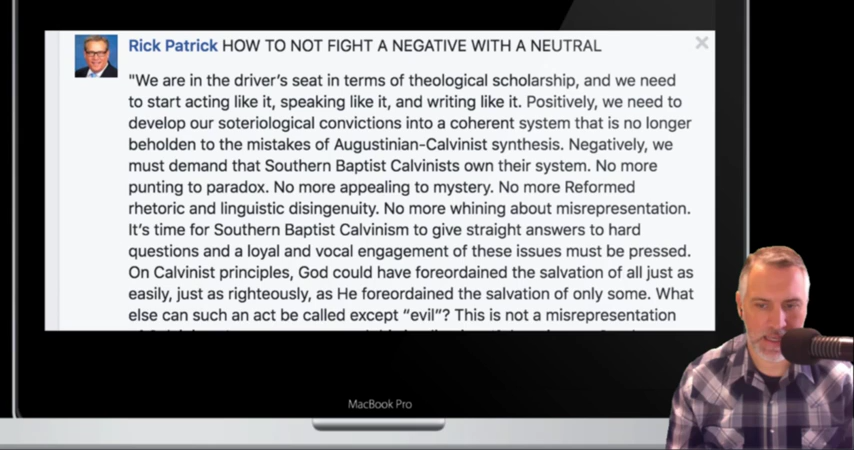 Rick Patrick HOW TO NOT FIGHT A NEGATIVE WITH A NEUTRAL
"We are in the driver’s seat in terms of theological scholarship, and we need
to start acting like it, speaking like it, and writing like it. Positively, we need to
develop our soteriological convictions into a coherent system that is no longer
beholden to the mistakes of Augustinian-Calvinist synthesis. Negatively, we
must demand that Southern Baptist Calvinists own their system. No more
punting to paradox. No more appealing to mystery. No more Reformed
rhetoric and linguistic disingenuity. No more whining about misrepresentation.
It’s time for Southern Baptist Calvinism to give straight answers to hard
questions and a loyal and vocal engagement of these issues must be pressed.
On Calvinist principles, God could have foreordained the salvation of all just as
easily, just as righteously, as He foreordained the salvation of only some. What
else can such an act be called except “evil”? This is not a misrepresentation
MacBook Pro